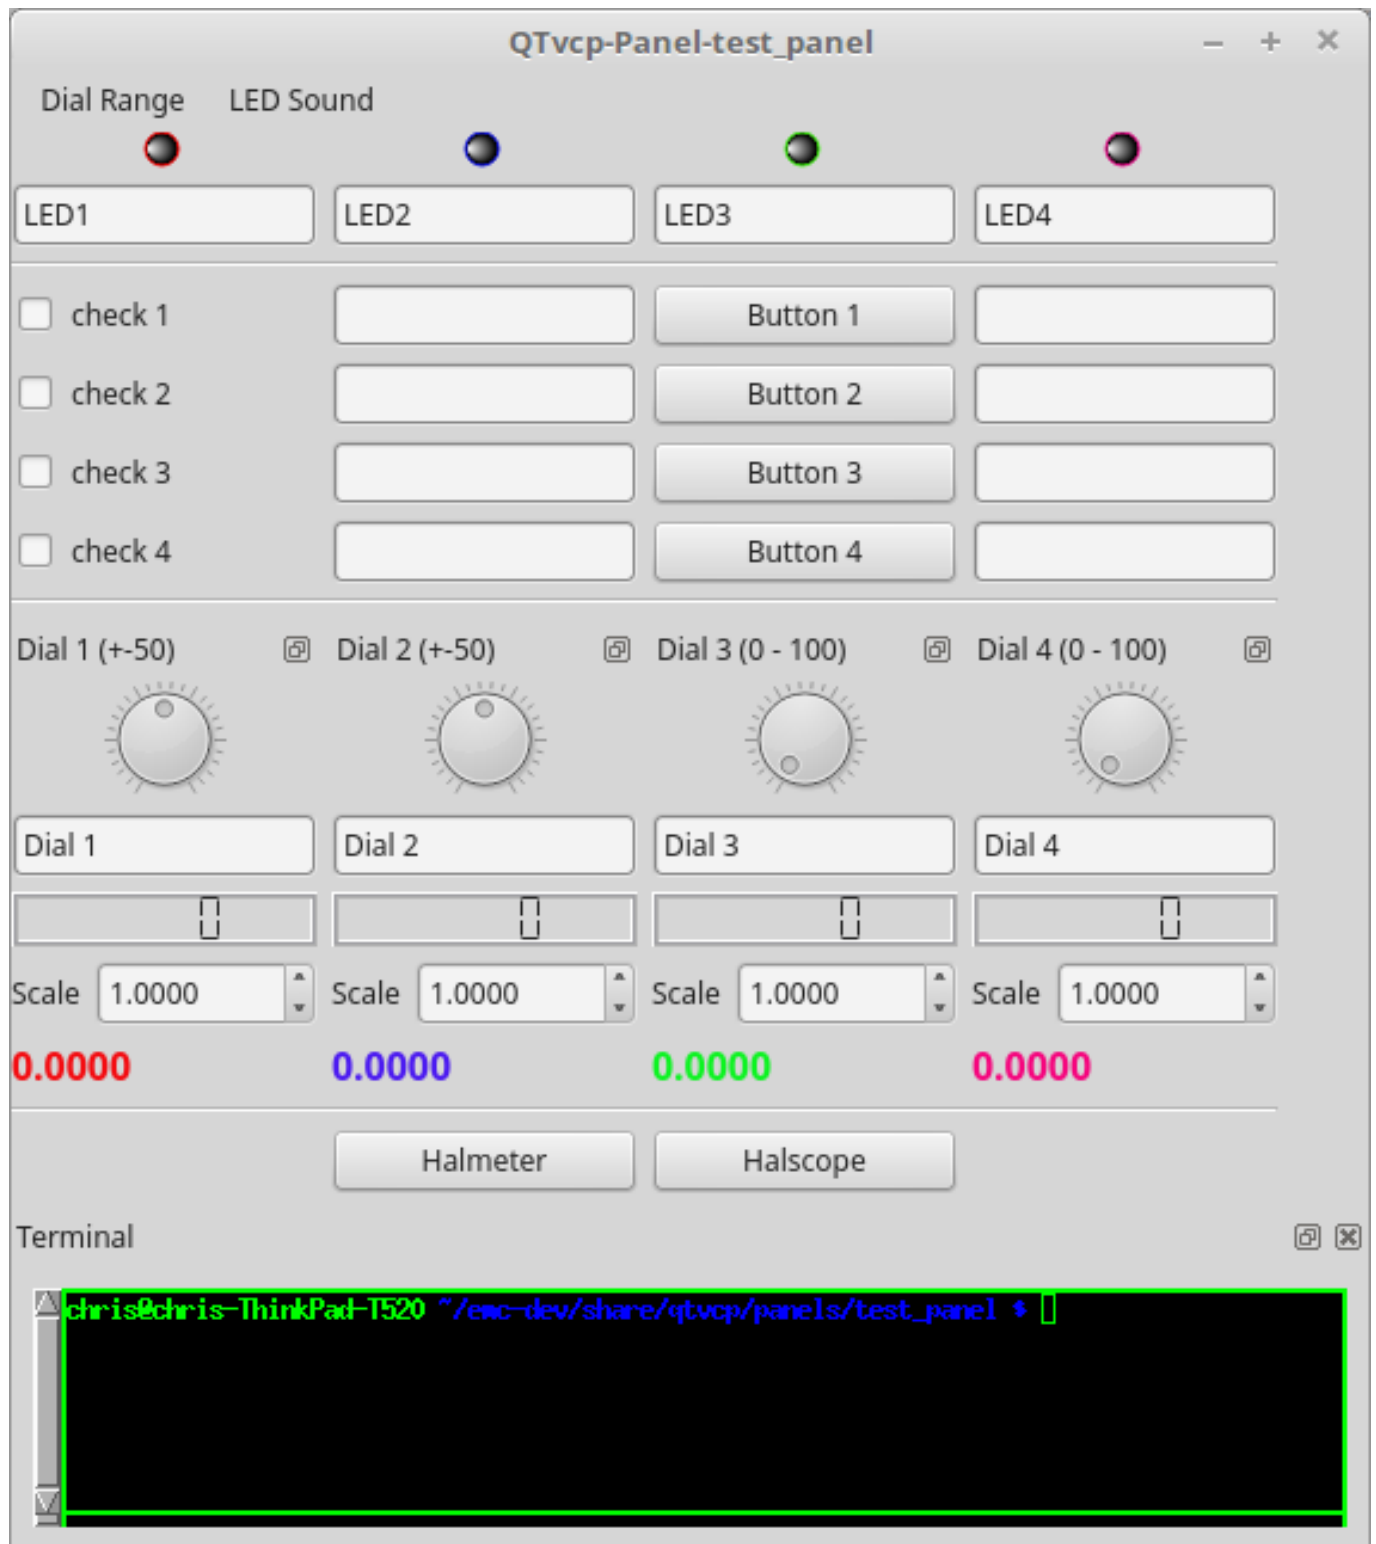 QTvcp-Panel-test_panel
Dial Range LED Sound
LED1 LED2 LED3 LED4
check 1 Button 1
check 2 Button 2
check 3 Button 3
check 4 Button 4
Dial 1 (+-50) Dial 2 (+-50) Dial 3 (0 - 100) Dial 4 (0 - 100)
Dial 1 Dial 2 Dial 3 Dial 4
0 0 0 0
Scale 1.0000 Scale 1.0000 Scale 1.0000 Scale 1.0000
0.0000 0.0000 0.0000 0.0000
Halmeter Halscope
Terminal
chris@chris-ThinkPad-T520 ~/emc-dev/share/qtvcp/panels/test_panel $